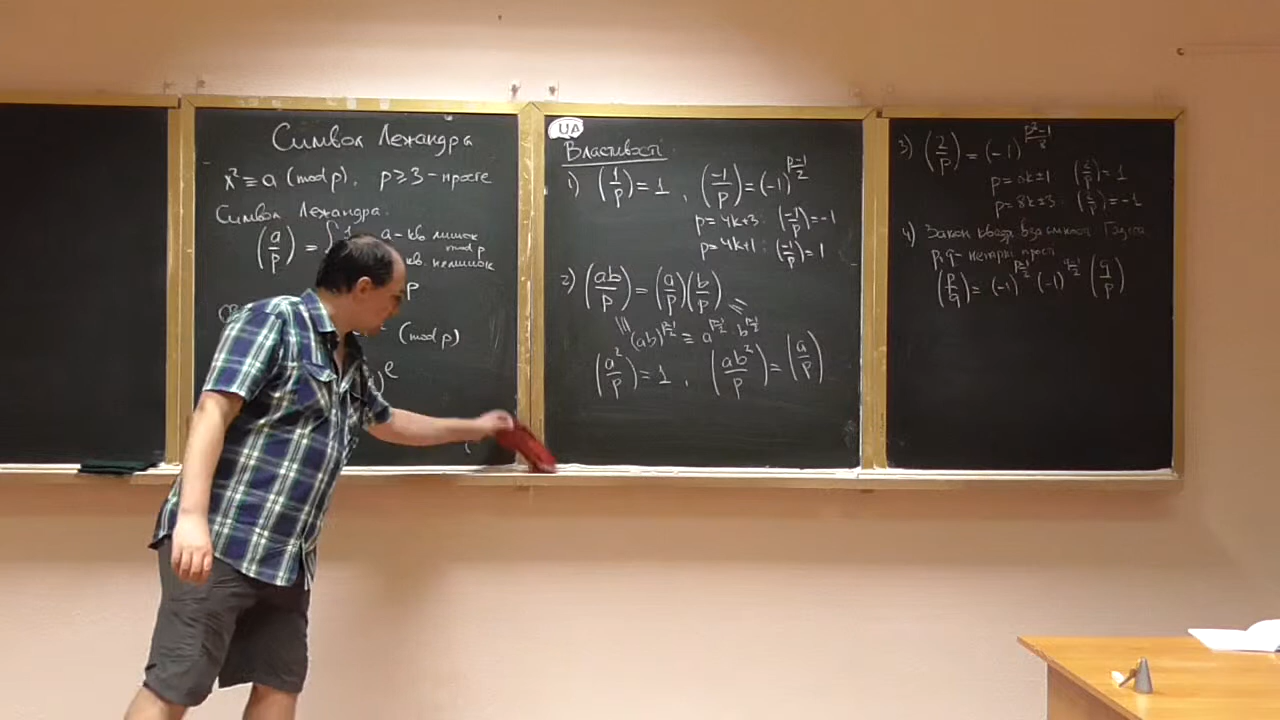 Символ Лежандра
x² ≡ a (mod p), p ≥ 3 - просте
Символ Лежандра.
(a/p) = { 1, a - кв. лишок mod p
кв. нелишок
p
(mod p)
)^e
UA
Властивості
1) (1/p) = 1, (-1/p) = (-1)^((p-1)/2)
p = 4k+3: (-1/p) = -1
p = 4k+1: (-1/p) = 1
2) (ab/p) = (a/p)(b/p)
(ab)^((p-1)/2) ≡ a^((p-1)/2) · b^((p-1)/2)
(a²/p) = 1, (ab²/p) = (a/p)
3) (2/p) = (-1)^((p²-1)/8)
p = 8k±1 (2/p) = 1
p = 8k±3: (2/p) = -1
4) Закон квадр. взаємності Гаусса
p, q - непарні прості
(p/q) = (-1)^((p-1)/2) (-1)^((q-1)/2) (q/p)